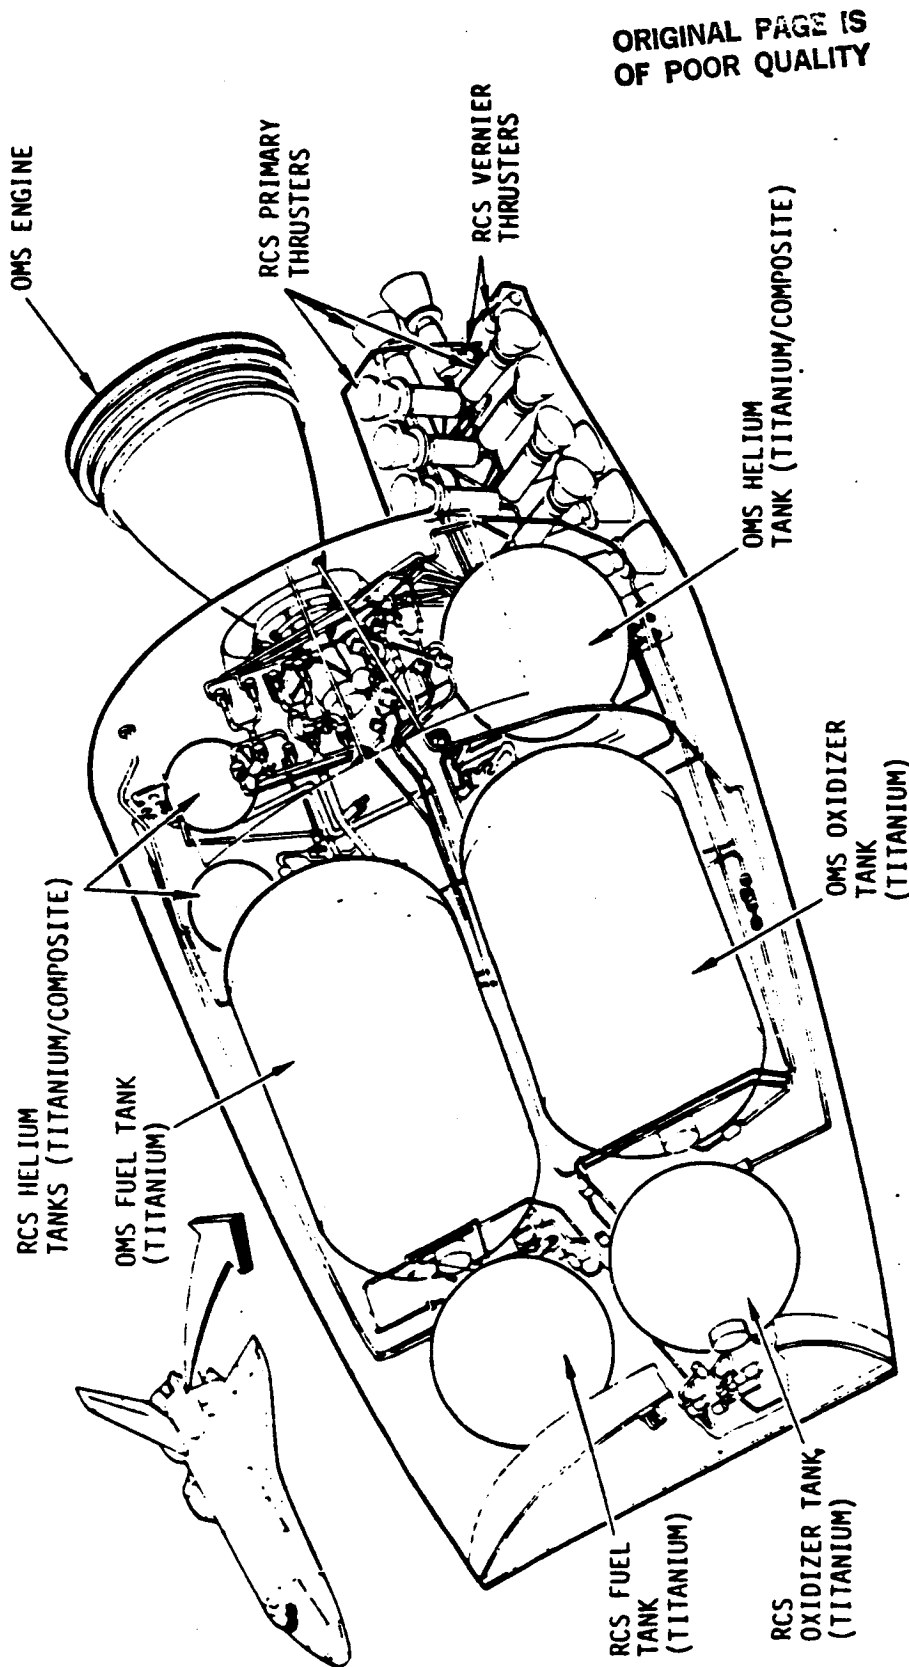 ORIGINAL PAGE IS
OF POOR QUALITY
OMS ENGINE
RCS PRIMARY
THRUSTERS
RCS VERNIER
THRUSTERS
OMS HELIUM
TANK (TITANIUM/COMPOSITE)
OMS OXIDIZER
TANK
(TITANIUM)
RCS HELIUM
TANKS (TITANIUM/COMPOSITE)
OMS FUEL TANK
(TITANIUM)
RCS FUEL
TANK
(TITANIUM)
RCS
OXIDIZER TANK
(TITANIUM)